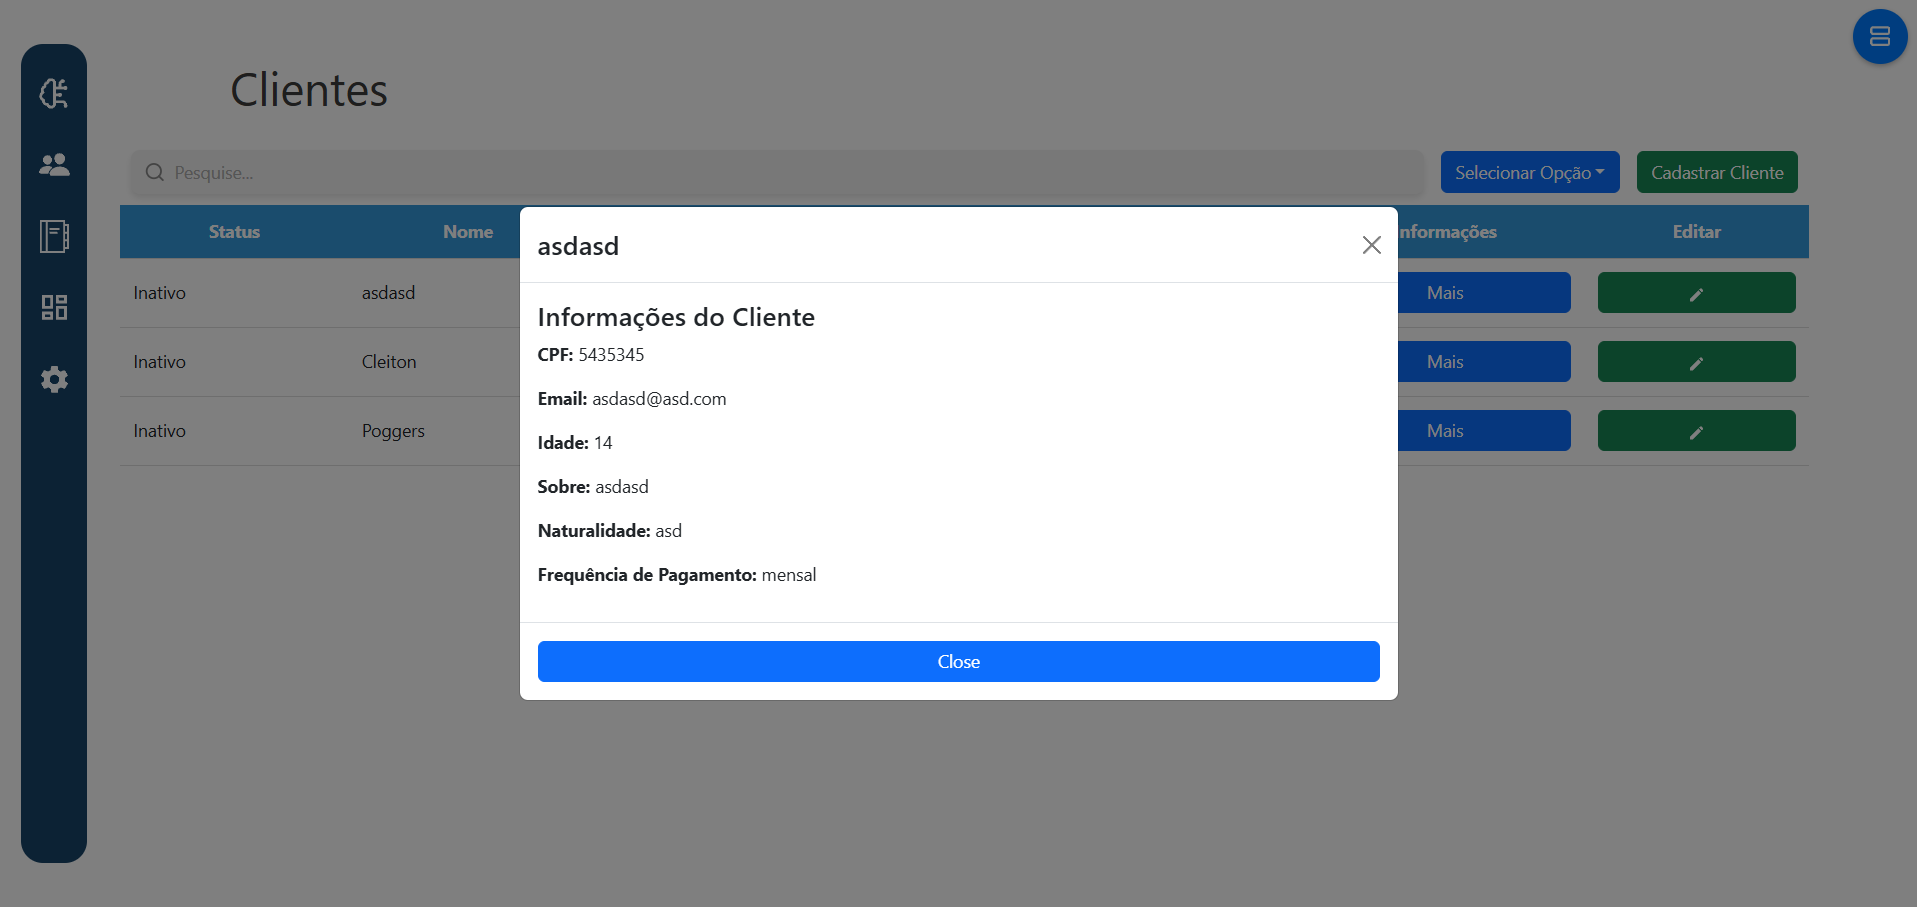 Clientes
Pesquise...
Selecionar Opção
Cadastrar Cliente
Status Nome nformações Editar
Inativo asdasd Mais
Inativo Cleiton Mais
Inativo Poggers Mais
asdasd
Informações do Cliente
CPF: 5435345
Email: asdasd@asd.com
Idade: 14
Sobre: asdasd
Naturalidade: asd
Frequência de Pagamento: mensal
Close